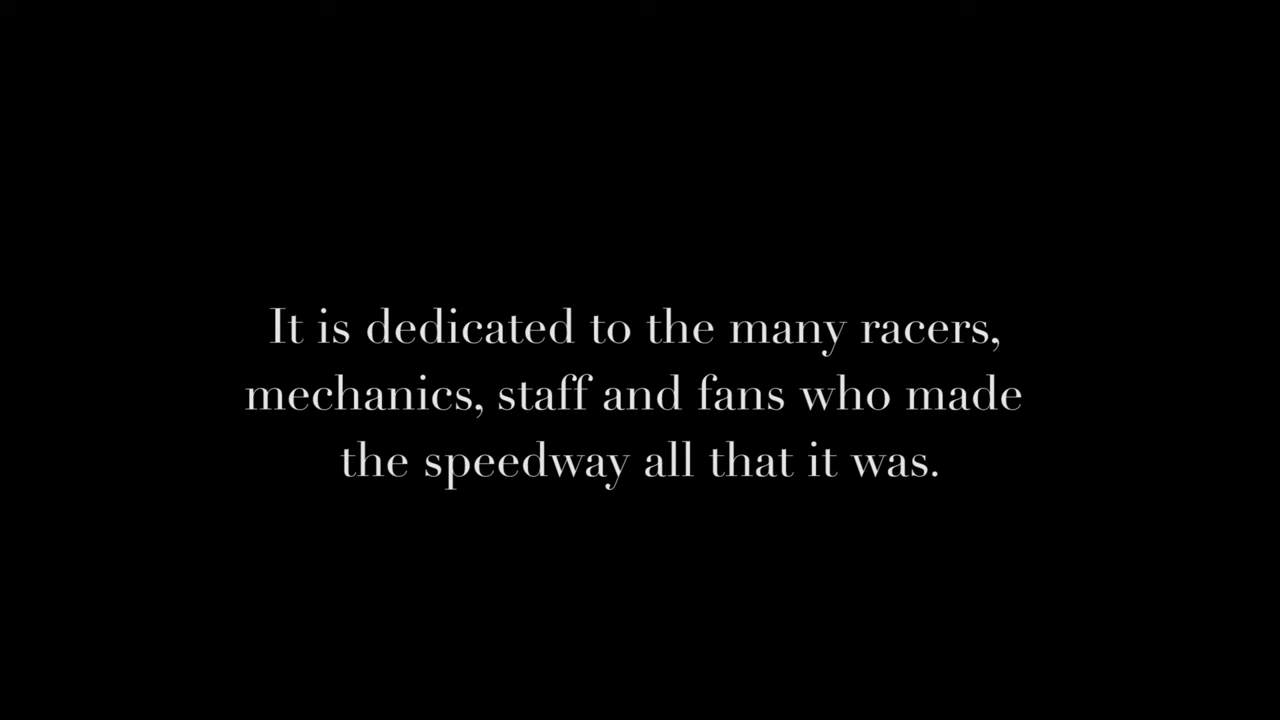 It is dedicated to the many racers,
mechanics, staff and fans who made
the speedway all that it was.